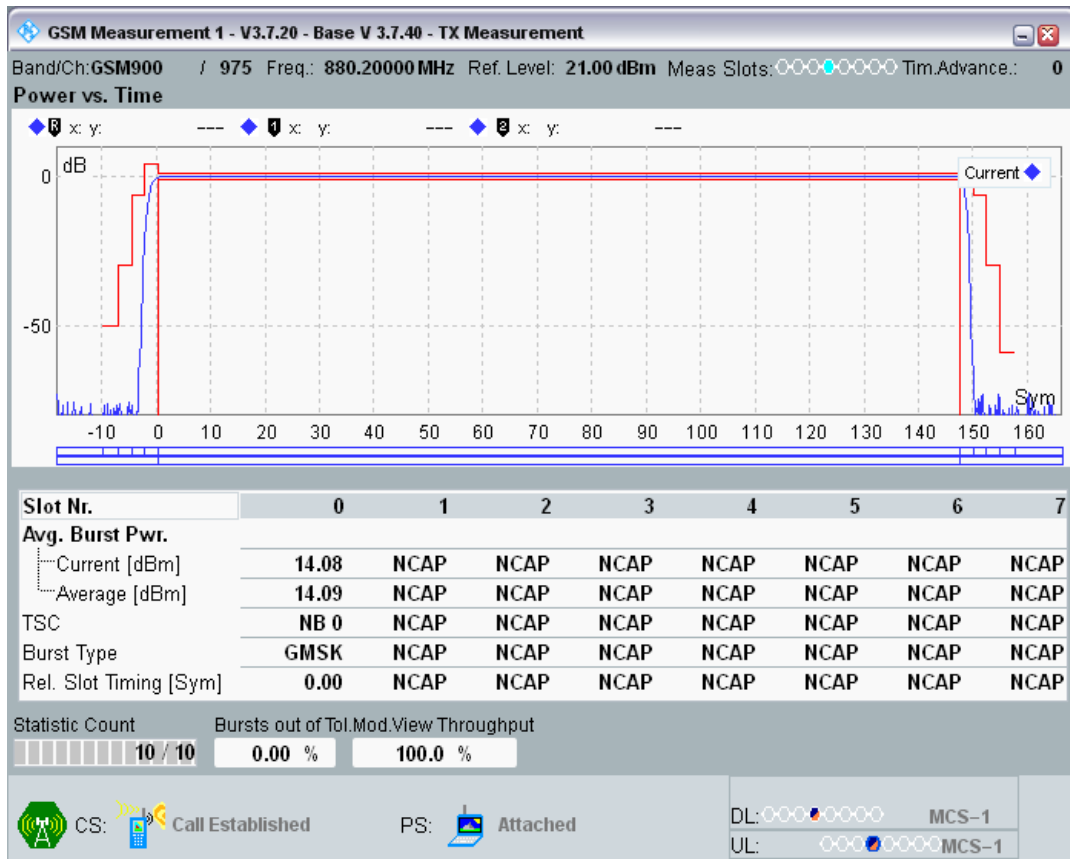 GSM Measurement 1 - V3.7.20 - Base V 3.7.40 - TX Measurement
Band/Ch:GSM900 / 975 Freq.: 880.20000 MHz Ref. Level: 21.00 dBm Meas Slots: Tim.Advance.: 0
Power vs. Time
R x: y: --- 1 x: y: --- 2 x: y: ---
dB
Current
0
-50
Sym
-10 0 10 20 30 40 50 60 70 80 90 100 110 120 130 140 150 160
Slot Nr. 0 1 2 3 4 5 6 7
Avg. Burst Pwr.
Current [dBm] 14.08 NCAP NCAP NCAP NCAP NCAP NCAP NCAP
Average [dBm] 14.09 NCAP NCAP NCAP NCAP NCAP NCAP NCAP
TSC NB 0 NCAP NCAP NCAP NCAP NCAP NCAP NCAP
Burst Type GMSK NCAP NCAP NCAP NCAP NCAP NCAP NCAP
Rel. Slot Timing [Sym] 0.00 NCAP NCAP NCAP NCAP NCAP NCAP NCAP
Statistic Count Bursts out of Tol.Mod.View Throughput
10 / 10 0.00 % 100.0 %
CS: Call Established PS: Attached
DL: MCS-1
UL: MCS-1